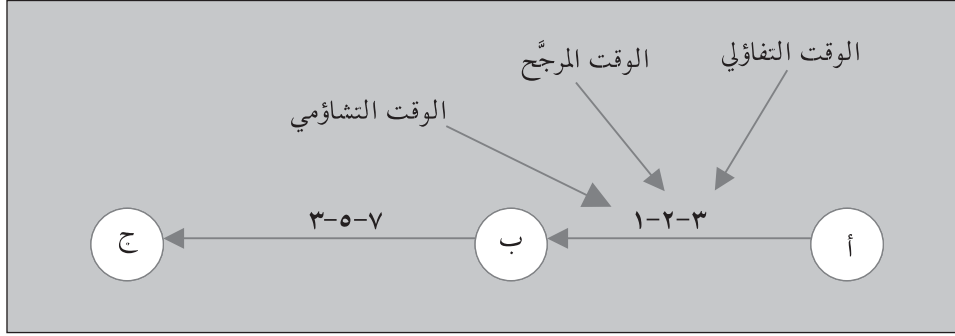 الوقت التفاؤلي
الوقت المرجَّح
الوقت التشاؤمي
٣-٢-١
٧-٥-٣
أ
ب
ج